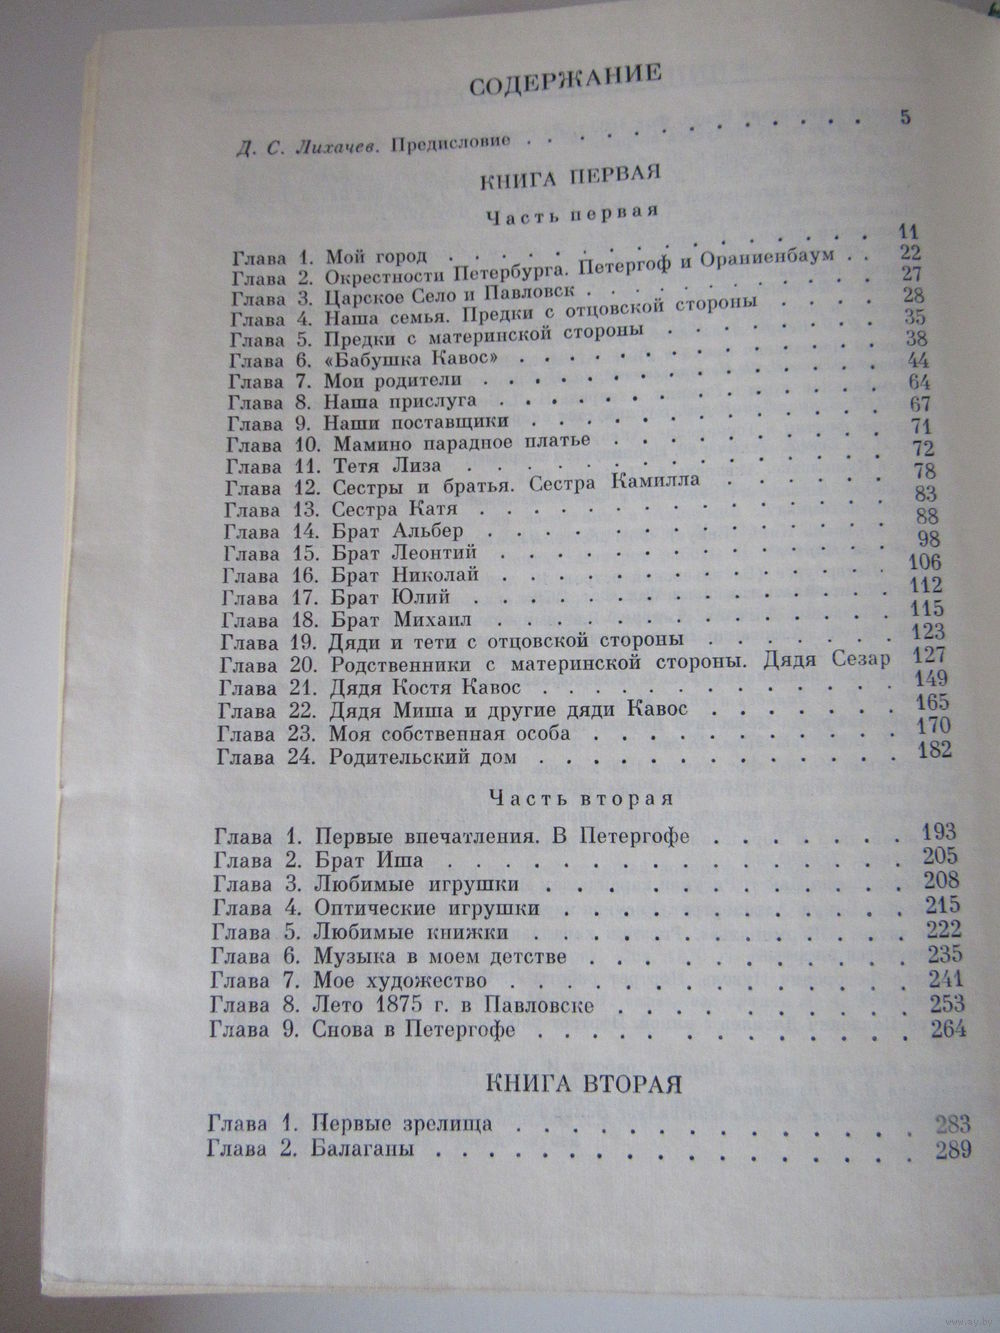 СОДЕРЖАНИЕ
Д. С. Лихачев. Предисловие . . . . . . . . . . . . . . 5
КНИГА ПЕРВАЯ
Часть первая
Глава 1. Мой город . . . . . . . . . . . . . . 11
Глава 2. Окрестности Петербурга. Петергоф и Ораниенбаум . . 22
Глава 3. Царское Село и Павловск . . . . . . . . . . 27
Глава 4. Наша семья. Предки с отцовской стороны . . . . 28
Глава 5. Предки с материнской стороны . . . . . . . . 35
Глава 6. «Бабушка Кавос» . . . . . . . . . . . . . 38
Глава 7. Мои родители . . . . . . . . . . . . . . 44
Глава 8. Наша прислуга . . . . . . . . . . . . . . 64
Глава 9. Наши поставщики . . . . . . . . . . . . . 67
Глава 10. Мамино парадное платье . . . . . . . . . . 71
Глава 11. Тетя Лиза . . . . . . . . . . . . . . 72
Глава 12. Сестры и братья. Сестра Камилла . . . . . . 78
Глава 13. Сестра Катя . . . . . . . . . . . . . . 83
Глава 14. Брат Альбер . . . . . . . . . . . . . . 88
Глава 15. Брат Леонтий . . . . . . . . . . . . . . 98
Глава 16. Брат Николай . . . . . . . . . . . . . . 106
Глава 17. Брат Юлий . . . . . . . . . . . . . . 112
Глава 18. Брат Михаил . . . . . . . . . . . . . . 115
Глава 19. Дяди и тети с отцовской стороны . . . . . . . 123
Глава 20. Родственники с материнской стороны. Дядя Сезар 127
Глава 21. Дядя Костя Кавос . . . . . . . . . . . . 149
Глава 22. Дядя Миша и другие дяди Кавос . . . . . . . 165
Глава 23. Моя собственная особа . . . . . . . . . . . 170
Глава 24. Родительский дом . . . . . . . . . . . . . 182
Часть вторая
Глава 1. Первые впечатления. В Петергофе . . . . . . . 193
Глава 2. Брат Иша . . . . . . . . . . . . . . . 205
Глава 3. Любимые игрушки . . . . . . . . . . . . . 208
Глава 4. Оптические игрушки . . . . . . . . . . . . 215
Глава 5. Любимые книжки . . . . . . . . . . . . . 222
Глава 6. Музыка в моем детстве . . . . . . . . . . . 235
Глава 7. Мое художество . . . . . . . . . . . . . . 241
Глава 8. Лето 1875 г. в Павловске . . . . . . . . . . 253
Глава 9. Снова в Петергофе . . . . . . . . . . . . . 264
КНИГА ВТОРАЯ
Глава 1. Первые зрелища . . . . . . . . . . . . . . 283
Глава 2. Балаганы . . . . . . . . . . . . . . . . 289
www.ay.by